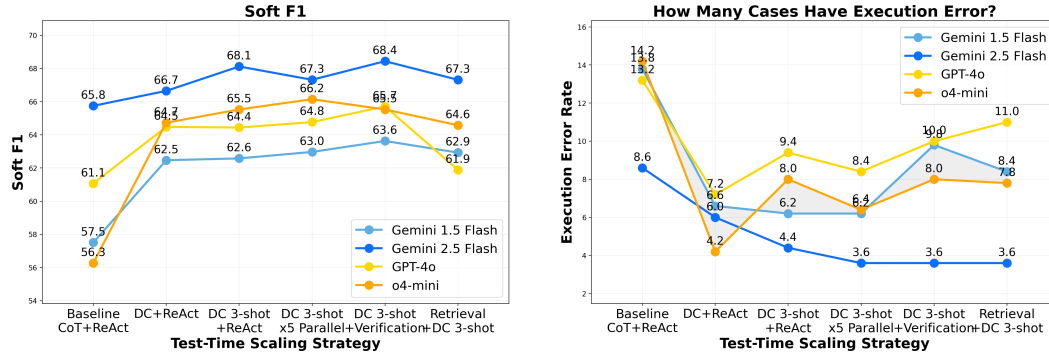 Soft F1
Soft F1
70
68
66
64
62
60
58
56
54
65.8
66.7
68.1
67.3
68.4
67.3
61.1
64.5
64.4
64.8
65.7
61.9
56.3
64.7
65.5
66.2
65.5
64.6
57.5
62.5
62.6
63.0
63.6
62.9
Gemini 1.5 Flash
Gemini 2.5 Flash
GPT-4o
o4-mini
Baseline
CoT+ReAct
DC+ReAct
DC 3-shot
+ReAct
DC 3-shot
x5 Parallel
DC 3-shot
+Verification
Retrieval
+DC 3-shot
Test-Time Scaling Strategy
How Many Cases Have Execution Error?
Execution Error Rate
16
14
12
10
8
6
4
2
14.2
13.8
13.2
8.6
7.2
6.6
6.0
4.2
9.4
8.0
6.2
4.4
8.4
6.4
6.2
3.6
10.0
9.8
8.0
3.6
11.0
8.4
7.8
3.6
Gemini 1.5 Flash
Gemini 2.5 Flash
GPT-4o
o4-mini
Baseline
CoT+ReAct
DC+ReAct
DC 3-shot
+ReAct
DC 3-shot
x5 Parallel
DC 3-shot
+Verification
Retrieval
+DC 3-shot
Test-Time Scaling Strategy